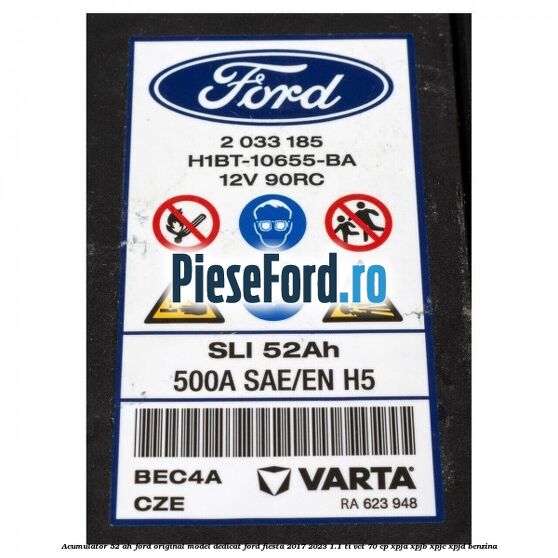 Ford
2 033 185
H1BT-10655-BA
12V 90RC
PieseFord.ro
SLI 52Ah
500A SAE/EN H5
BEC4A
VARTA
CZE
RA 623 948
Acumulator 52 ah ford original model dedicat ford fiesta 2017 2023 1.1 ti vct 70 cp xpja xpjb xpjc xpjd benzina